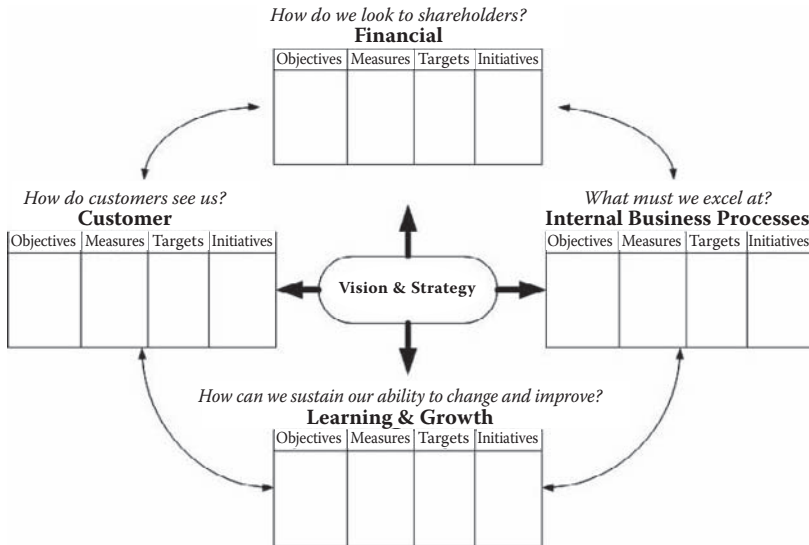 How do we look to shareholders?
Financial
Objectives Measures Targets Initiatives
How do customers see us?
Customer
Objectives Measures Targets Initiatives
What must we excel at?
Internal Business Processes
Objectives Measures Targets Initiatives
Vision & Strategy
How can we sustain our ability to change and improve?
Learning & Growth
Objectives Measures Targets Initiatives